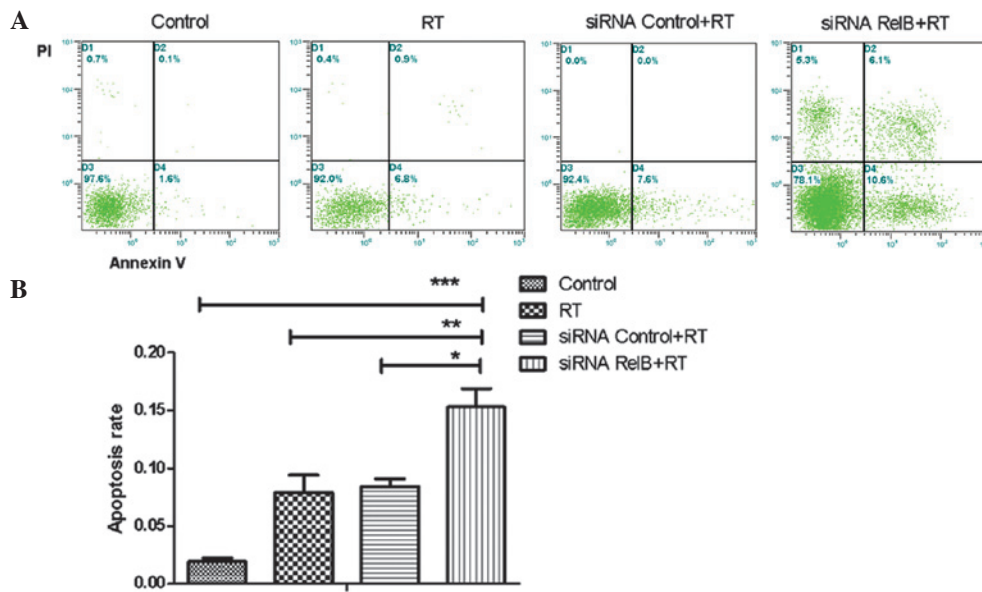 A
Control
RT
siRNA Control+RT
siRNA RelB+RT
PI
D1
0.7%
D2
0.1%
D3
97.6%
D4
1.6%
D1
0.4%
D2
0.9%
D3
92.0%
D4
6.8%
D1
0.0%
D2
0.0%
D3
92.4%
D4
7.6%
D1
5.3%
D2
6.1%
D3
78.1%
D4
10.6%
Annexin V
B
***
**
*
Control
RT
siRNA Control+RT
siRNA RelB+RT
Apoptosis rate
0.20
0.15
0.10
0.05
0.00